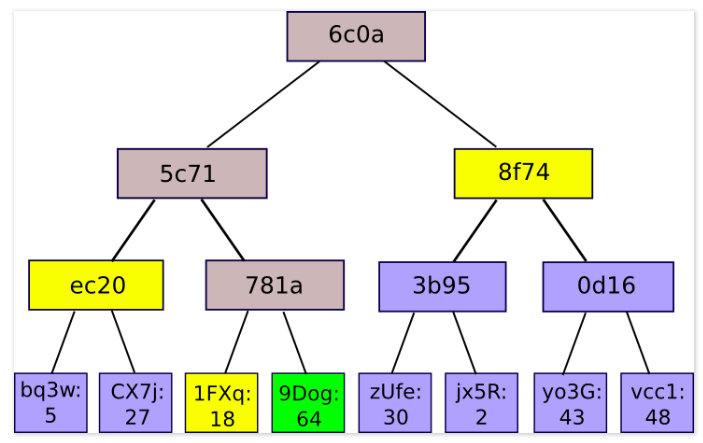 6c0a
5c71
8f74
ec20
781a
3b95
0d16
bq3w:
5
CX7j:
27
1FXq:
18
9Dog:
64
zUfe:
30
jx5R:
2
yo3G:
43
vcc1:
48